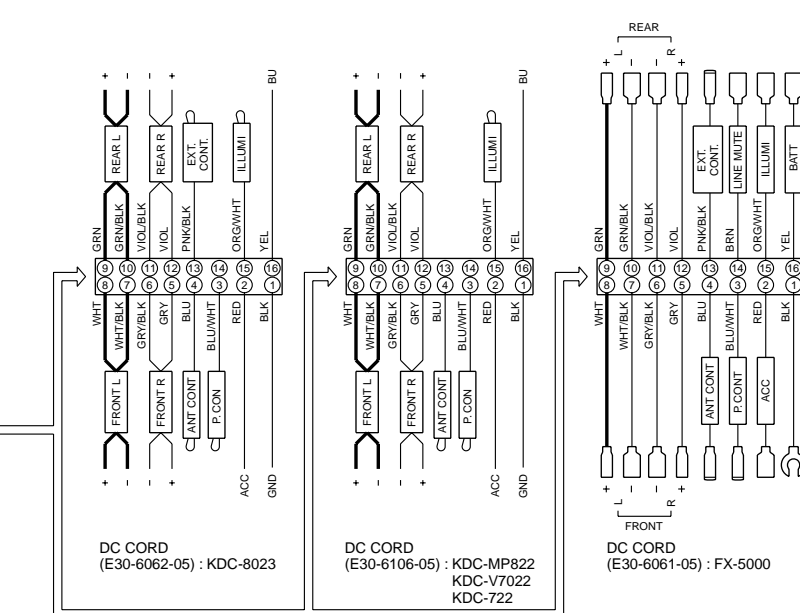 REAR
L R
+ - - +
+ - - + BU
REAR L
REAR R
EXT. CONT.
ILLUMI
GRN
GRN/BLK
VIOL/BLK
VIOL
PNK/BLK
ORG/WHT
YEL
9 10 11 12 13 14 15 16
8 7 6 5 4 3 2 1
WHT
WHT/BLK
GRY/BLK
GRY
BLU
BLU/WHT
RED
BLK
FRONT L
FRONT R
ANT CONT
P. CON
+ - - +
ACC
GND
DC CORD
(E30-6062-05) : KDC-8023
+ - - + BU
REAR L
REAR R
ILLUMI
GRN
GRN/BLK
VIOL/BLK
VIOL
ORG/WHT
YEL
9 10 11 12 13 14 15 16
8 7 6 5 4 3 2 1
WHT
WHT/BLK
GRY/BLK
GRY
BLU
BLU/WHT
RED
BLK
FRONT L
FRONT R
ANT CONT
P. CON
+ - - +
ACC
GND
DC CORD
(E30-6106-05) : KDC-MP822
KDC-V7022
KDC-722
EXT. CONT.
LINE MUTE
ILLUMI
BATT
GRN
GRN/BLK
VIOL/BLK
VIOL
PNK/BLK
BRN
ORG/WHT
YEL
9 10 11 12 13 14 15 16
8 7 6 5 4 3 2 1
WHT
WHT/BLK
GRY/BLK
GRY
BLU
BLU/WHT
RED
BLK
ANT CONT
P. CONT
ACC
+ - - +
L R
FRONT
DC CORD
(E30-6061-05) : FX-5000